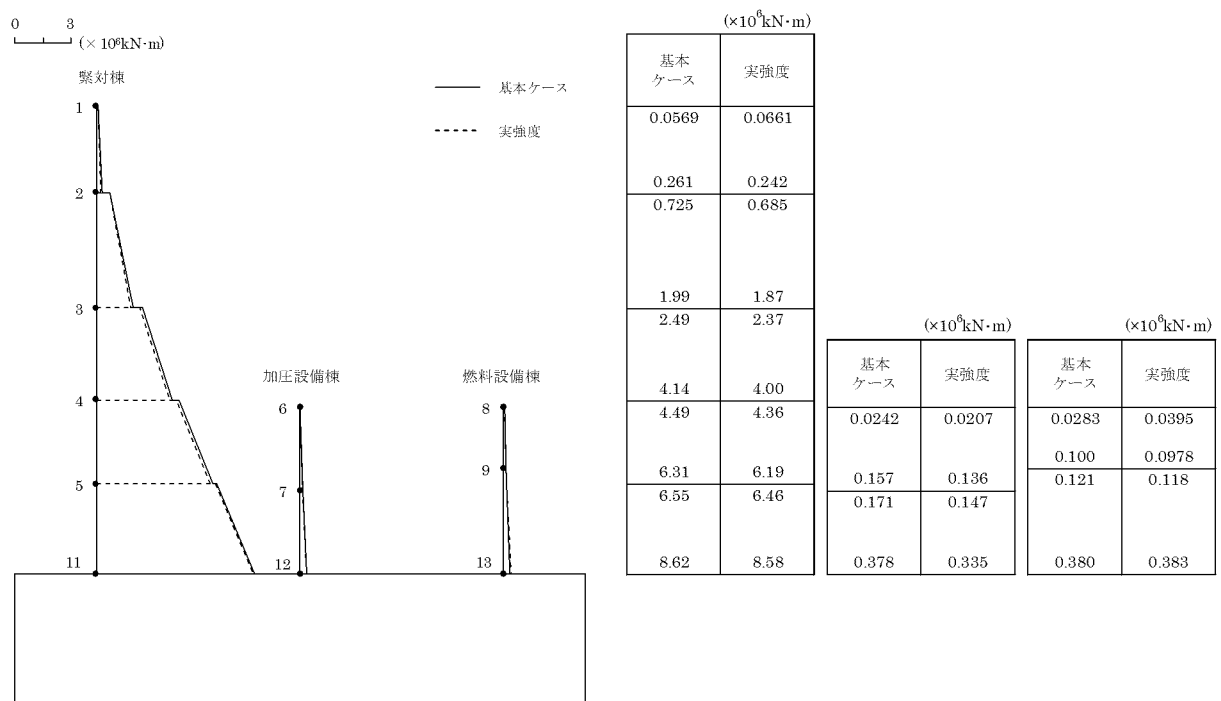 0 3
(× 10⁶kN·m)
緊対棟
1
2
3
4
5
11
基本ケース
実強度
加圧設備棟
6
7
12
燃料設備棟
8
9
13
(×10⁶kN·m)
基本
ケース
実強度
0.0569 0.0661
0.261 0.242
0.725 0.685
1.99 1.87
2.49 2.37
4.14 4.00
4.49 4.36
6.31 6.19
6.55 6.46
8.62 8.58
(×10⁶kN·m)
基本
ケース
実強度
0.0242 0.0207
0.157 0.136
0.171 0.147
0.378 0.335
(×10⁶kN·m)
基本
ケース
実強度
0.0283 0.0395
0.100 0.0978
0.121 0.118
0.380 0.383